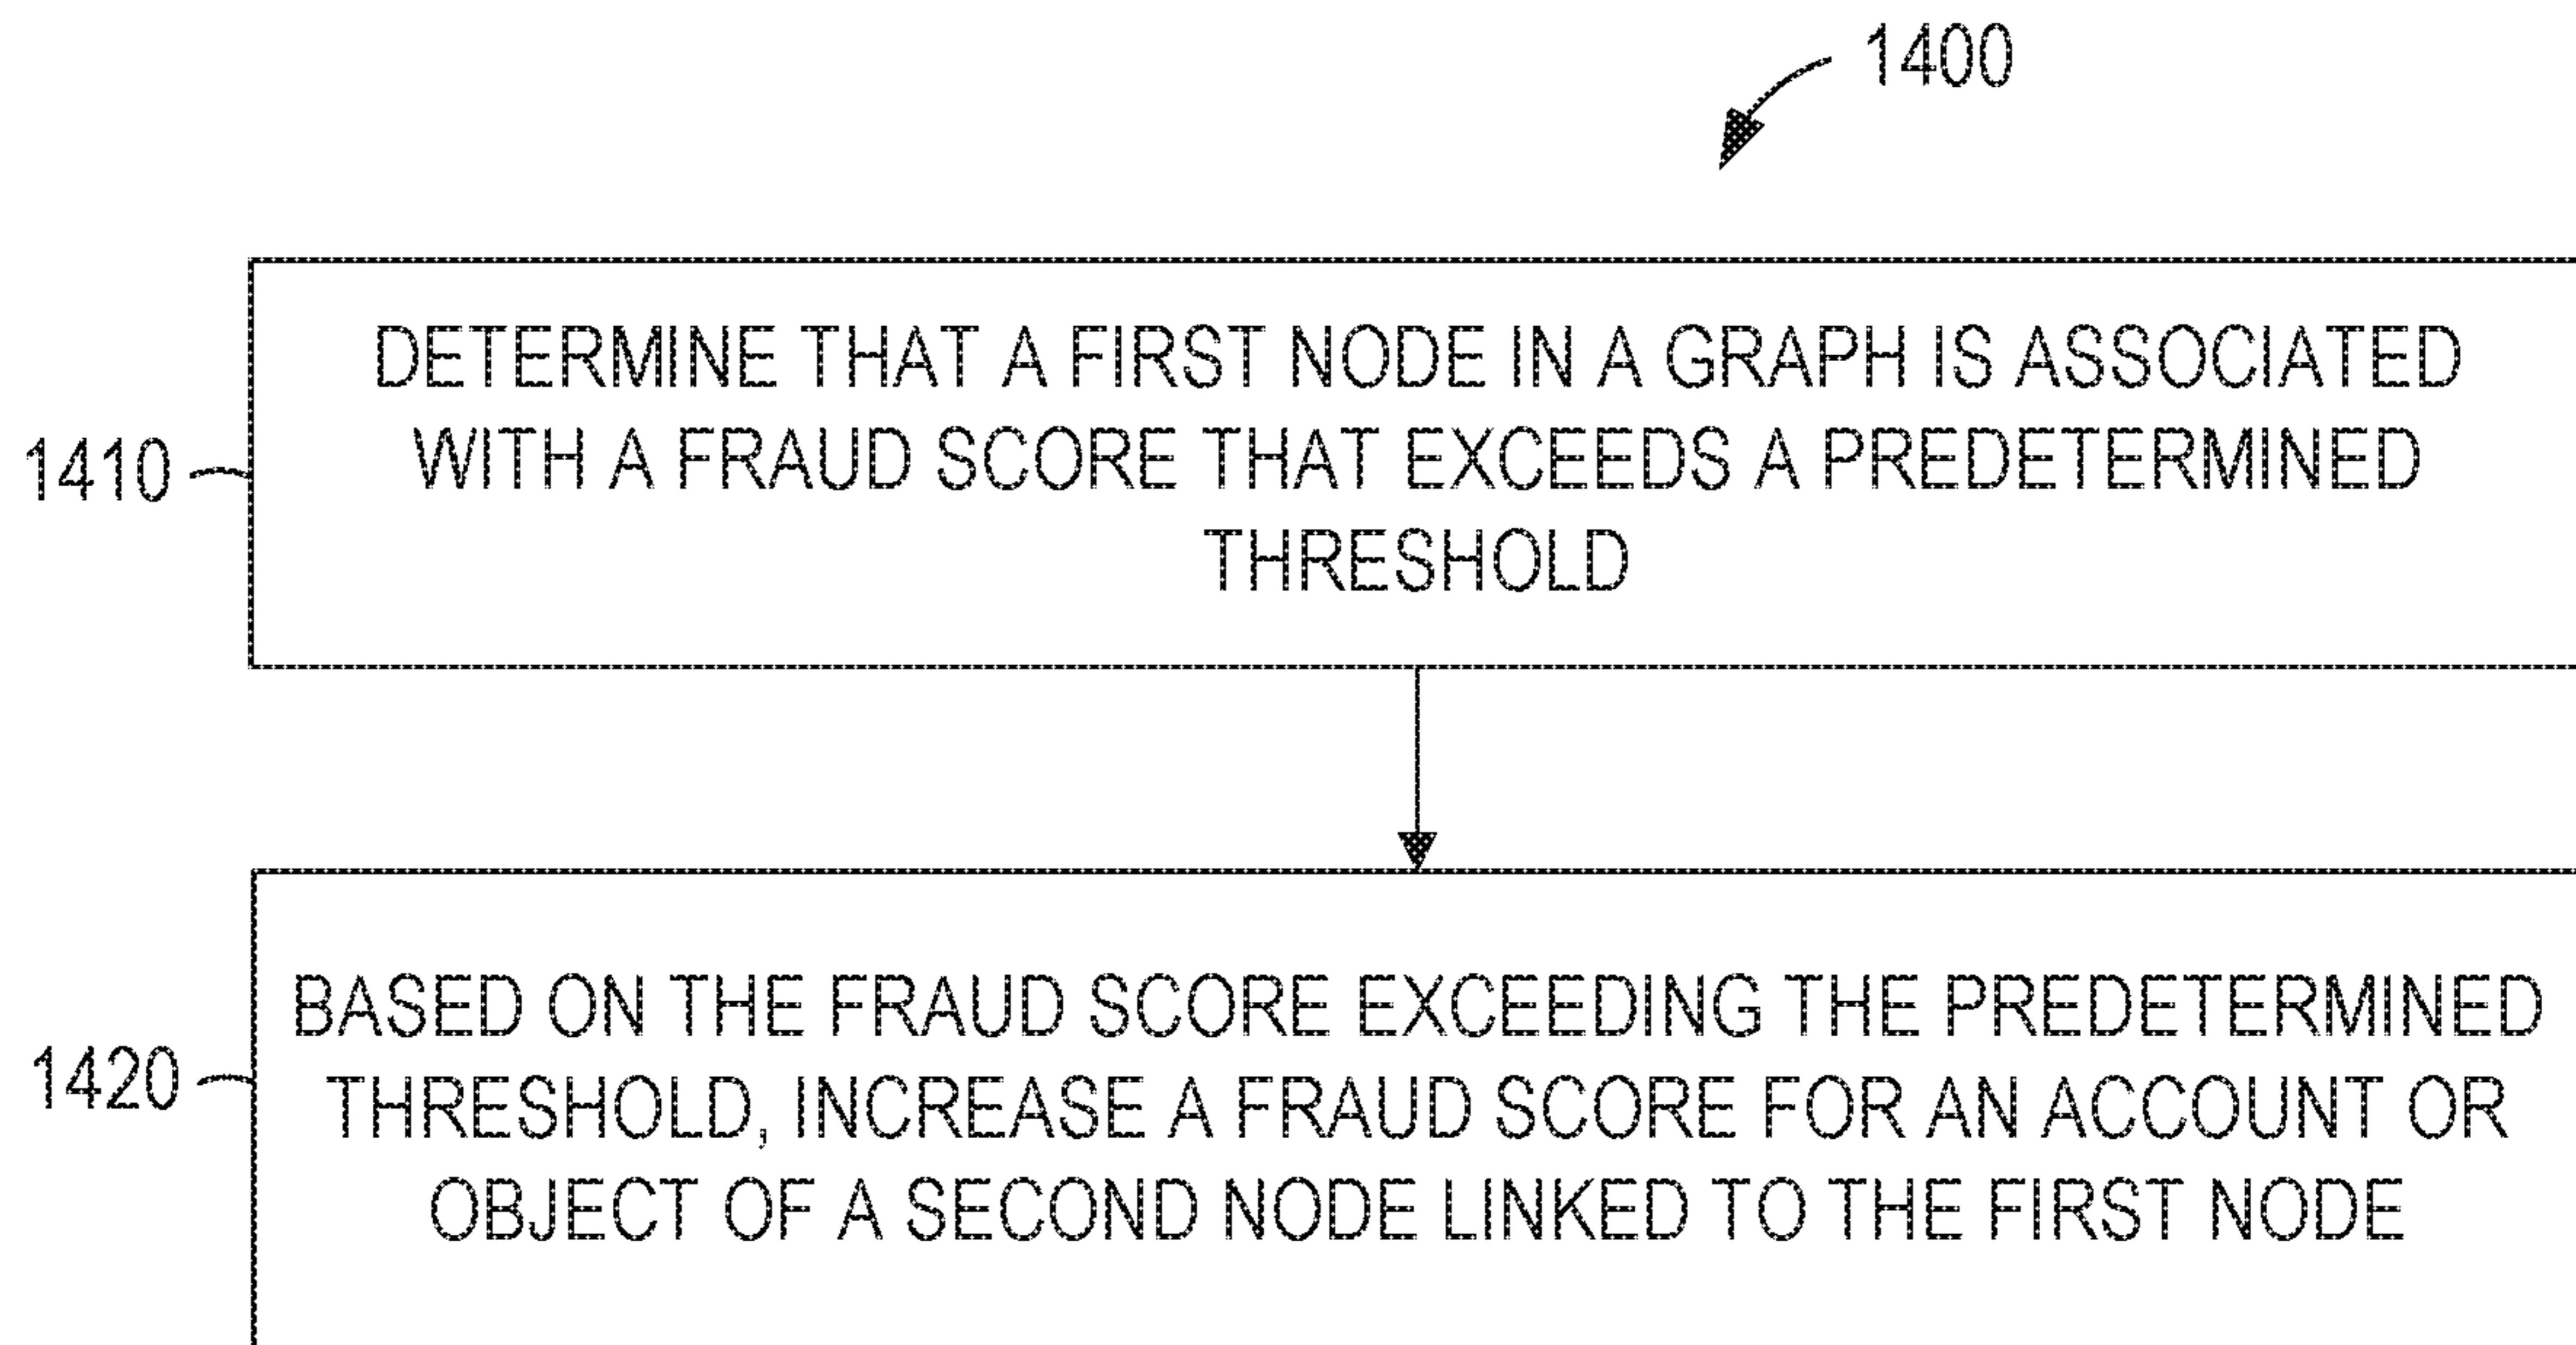 1400
DETERMINE THAT A FIRST NODE IN A GRAPH IS ASSOCIATED
WITH A FRAUD SCORE THAT EXCEEDS A PREDETERMINED
THRESHOLD
1410
BASED ON THE FRAUD SCORE EXCEEDING THE PREDETERMINED
THRESHOLD, INCREASE A FRAUD SCORE FOR AN ACCOUNT OR
OBJECT OF A SECOND NODE LINKED TO THE FIRST NODE
1420